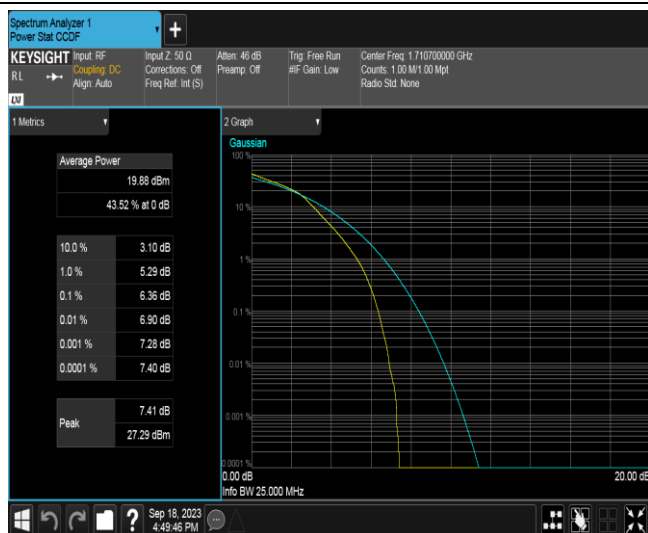 Spectrum Analyzer 1
Power Stat CCDF
+
KEYSIGHT
RL
LXI
Input: RF
Coupling: DC
Align: Auto
Input Z: 50 Ω
Corrections: Off
Freq Ref: Int (S)
Atten: 46 dB
Preamp: Off
Trig: Free Run
#IF Gain: Low
Center Freq: 1.710700000 GHz
Counts: 1.00 M/1.00 Mpt
Radio Std: None
1 Metrics
Average Power
19.88 dBm
43.52 % at 0 dB
10.0 % 3.10 dB
1.0 % 5.29 dB
0.1 % 6.36 dB
0.01 % 6.90 dB
0.001 % 7.28 dB
0.0001 % 7.40 dB
Peak
7.41 dB
27.29 dBm
2 Graph
Gaussian
100 %
10 %
1 %
0.1 %
0.01 %
0.001 %
0.0001 %
0.00 dB 20.00 dB
Info BW 25.000 MHz
?
Sep 18, 2023
4:49:46 PM